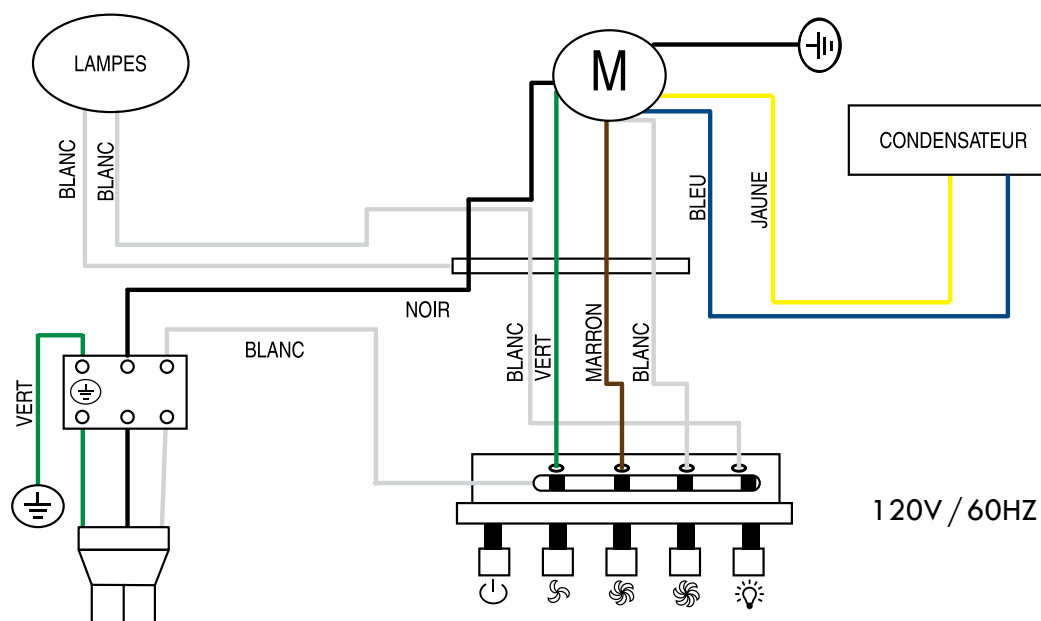 LAMPES
M
CONDENSATEUR
BLANC
BLANC
BLEU
JAUNE
NOIR
BLANC
BLANC
VERT
MARRON
BLANC
VERT
120V / 60HZ